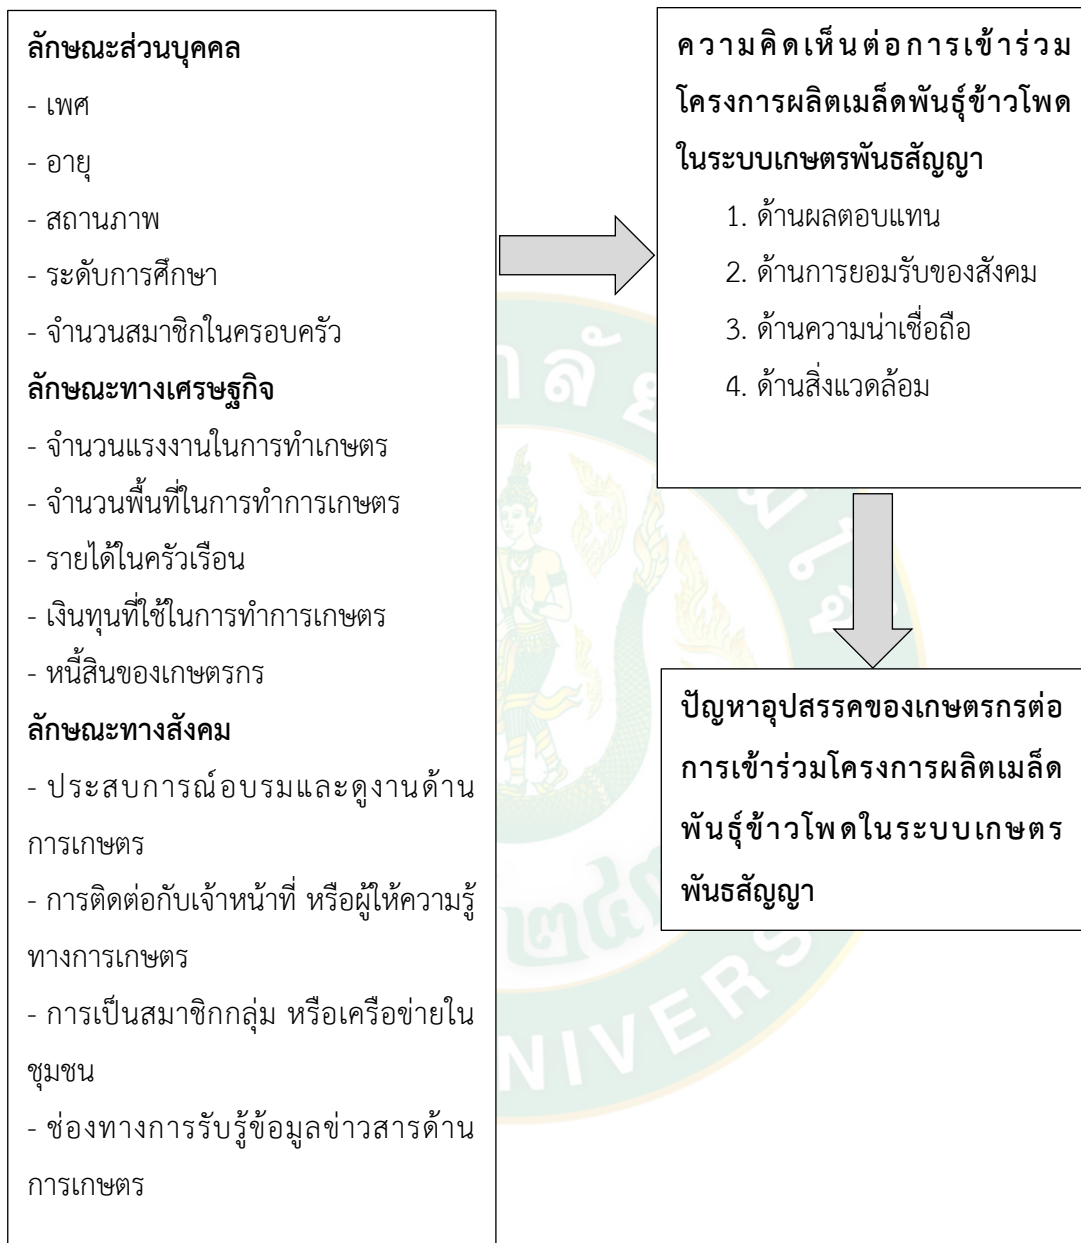 ลักษณะส่วนบุคคล
- เพศ
- อายุ
- สถานภาพ
- ระดับการศึกษา
- จำนวนสมาชิกในครอบครัว
ลักษณะทางเศรษฐกิจ
- จำนวนแรงงานในการทำเกษตร
- จำนวนพื้นที่ในการทำการเกษตร
- รายได้ในครัวเรือน
- เงินทุนที่ใช้ในการทำการเกษตร
- หนี้สินของเกษตรกร
ลักษณะทางสังคม
- ประสบการณ์อบรมและดูงานด้าน
การเกษตร
- การติดต่อกับเจ้าหน้าที่ หรือผู้ให้ความรู้
ทางการเกษตร
- การเป็นสมาชิกกลุ่ม หรือเครือข่ายใน
ชุมชน
- ช่องทางการรับรู้ข้อมูลข่าวสารด้าน
การเกษตร
ความคิดเห็นต่อการเข้าร่วม
โครงการผลิตเมล็ดพันธุ์ข้าวโพด
ในระบบเกษตรพันธสัญญา
1. ด้านผลตอบแทน
2. ด้านการยอมรับของสังคม
3. ด้านความน่าเชื่อถือ
4. ด้านสิ่งแวดล้อม
ปัญหาอุปสรรคของเกษตรกรต่อ
การเข้าร่วมโครงการผลิตเมล็ด
พันธุ์ข้าวโพดในระบบเกษตร
พันธสัญญา